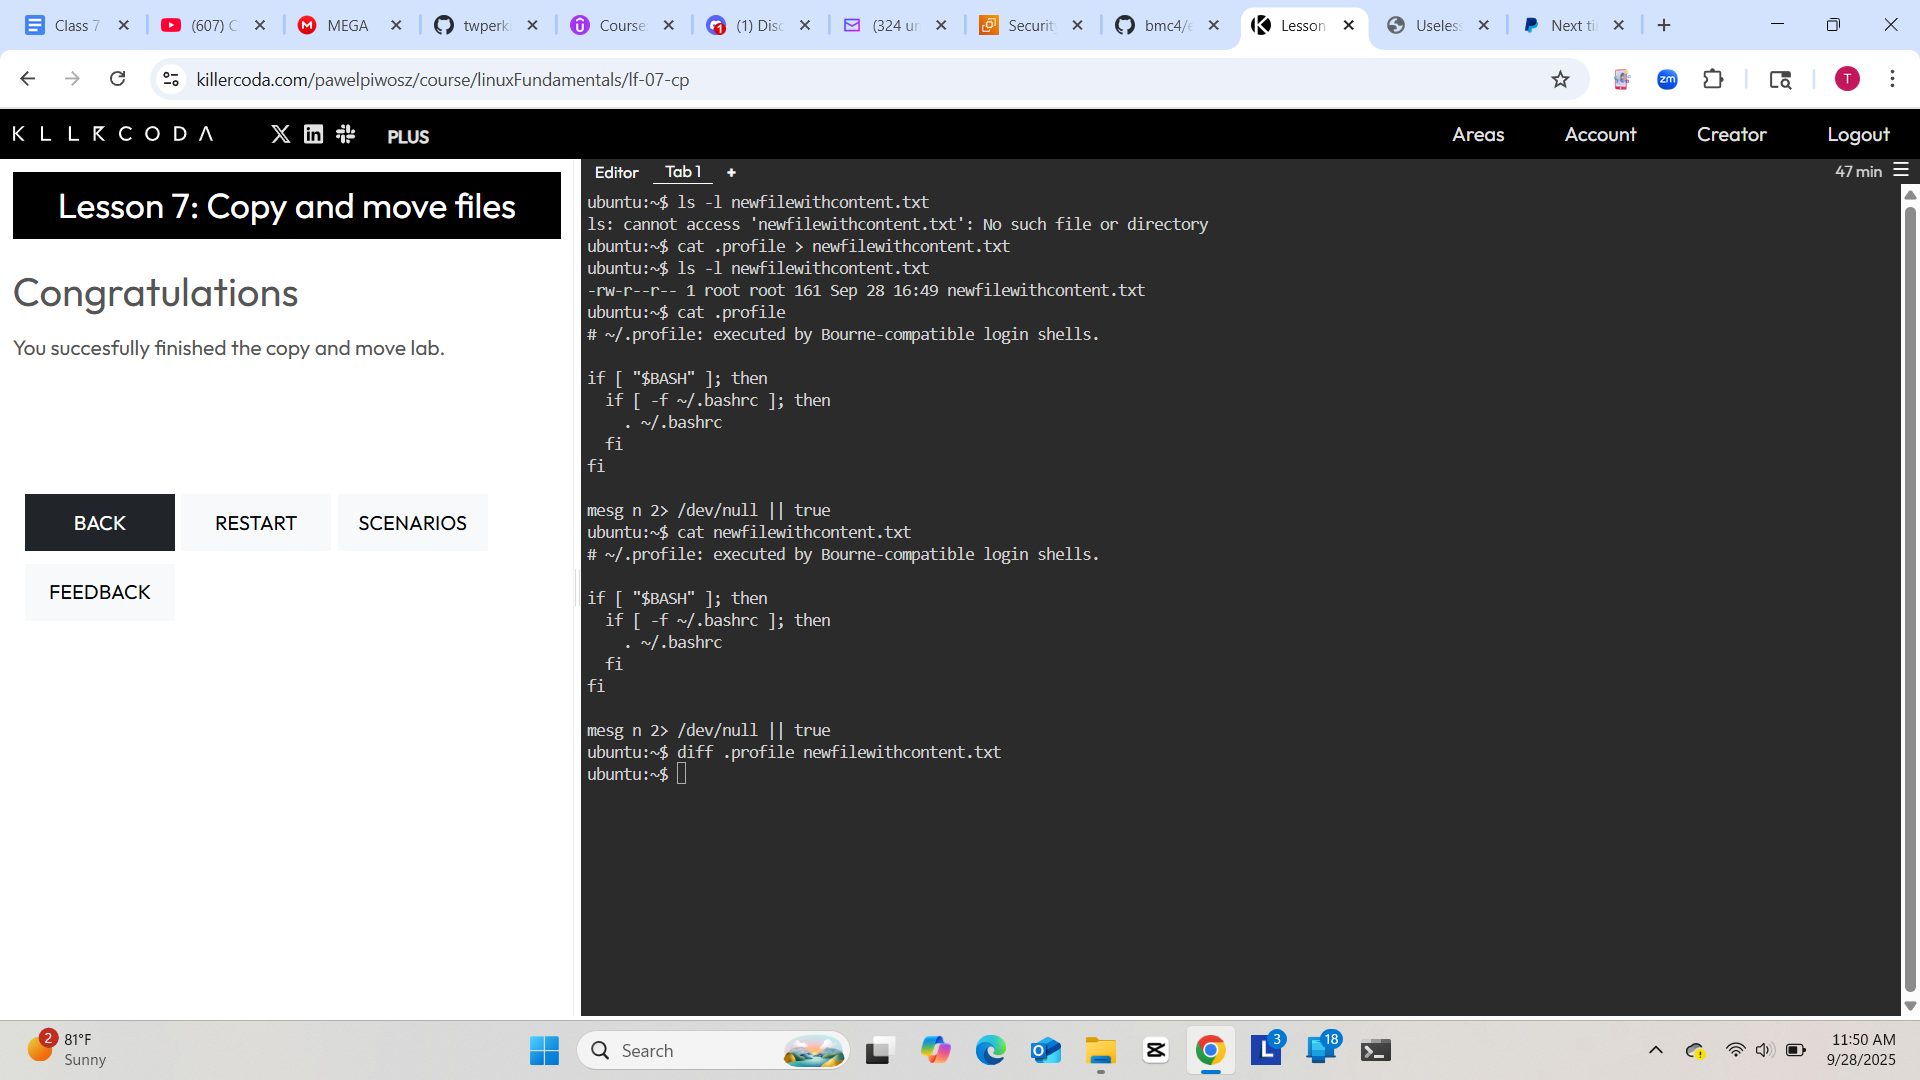 Class 7
(607) C
MEGA
twperk
Course
(1) Disc
(324 ur
Security
bmc4/e
Lesson
Useless
Next ti
killercoda.com/pawelpiwosz/course/linuxFundamentals/lf-07-cp
zm
T
PLUS
Areas
Account
Creator
Logout
Lesson 7: Copy and move files
Congratulations
You succesfully finished the copy and move lab.
BACK
RESTART
SCENARIOS
FEEDBACK
Editor
Tab 1
+
47 min
ubuntu:~$ ls -l newfilewithcontent.txt
ls: cannot access 'newfilewithcontent.txt': No such file or directory
ubuntu:~$ cat .profile > newfilewithcontent.txt
ubuntu:~$ ls -l newfilewithcontent.txt
-rw-r--r-- 1 root root 161 Sep 28 16:49 newfilewithcontent.txt
ubuntu:~$ cat .profile
# ~/.profile: executed by Bourne-compatible login shells.
if [ "$BASH" ]; then
if [ -f ~/.bashrc ]; then
. ~/.bashrc
fi
fi
mesg n 2> /dev/null || true
ubuntu:~$ cat newfilewithcontent.txt
# ~/.profile: executed by Bourne-compatible login shells.
if [ "$BASH" ]; then
if [ -f ~/.bashrc ]; then
. ~/.bashrc
fi
fi
mesg n 2> /dev/null || true
ubuntu:~$ diff .profile newfilewithcontent.txt
ubuntu:~$
2
81°F
Sunny
Search
L
3
18
11:50 AM
9/28/2025